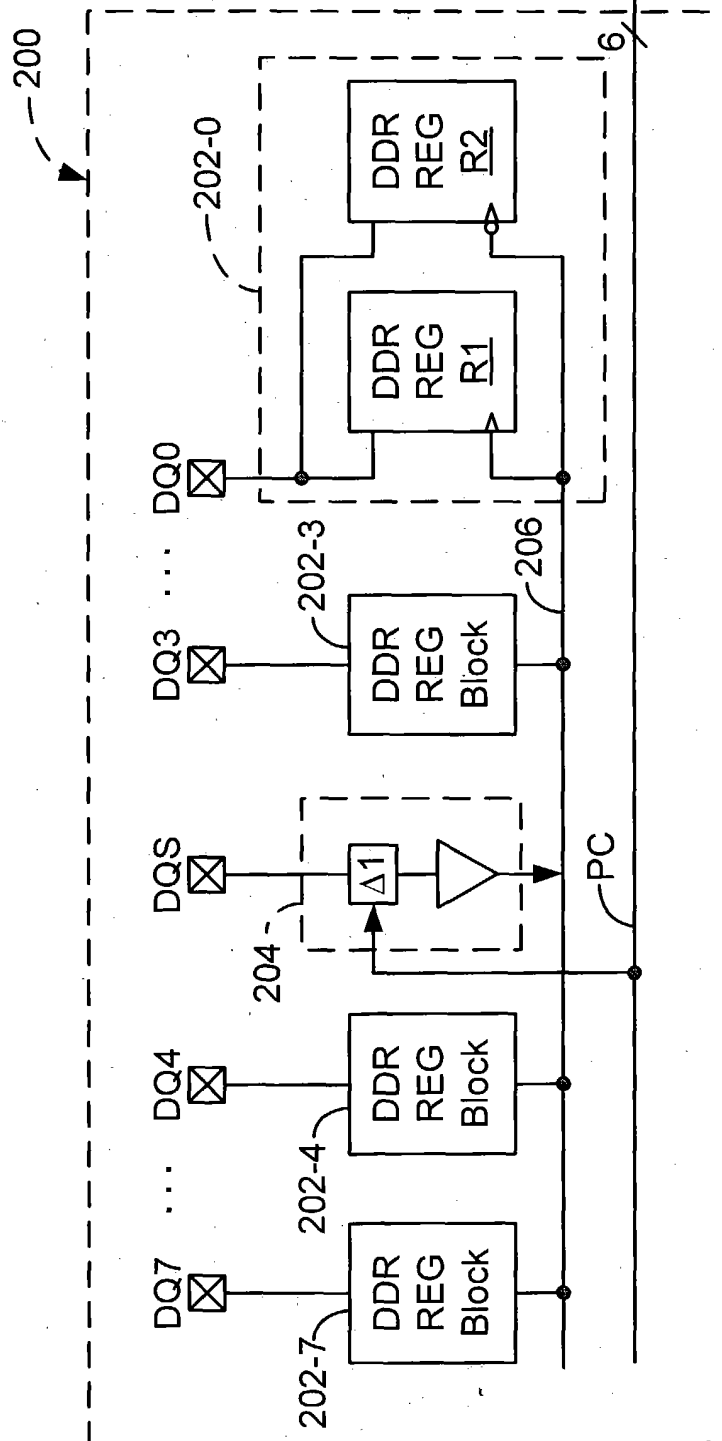 200
DQ7
...
DQ4
DQS
DQ3
...
DQ0
202-7
202-4
204
202-3
202-0
DDR
REG
Block
DDR
REG
Block
Δ1
DDR
REG
Block
DDR
REG
R1
DDR
REG
R2
206
PC
6